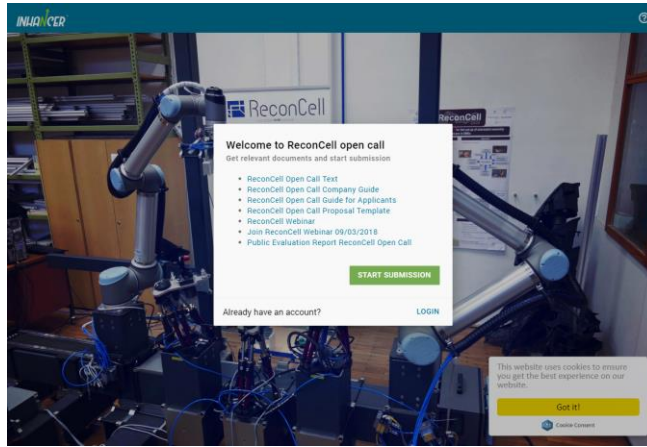 INHANCER
ReconCell
ReconCell
Welcome to ReconCell open call
Get relevant documents and start submission
ReconCell Open Call Text
ReconCell Open Call Company Guide
ReconCell Open Call Guide for Applicants
ReconCell Open Call Proposal Template
ReconCell Webinar
Join ReconCell Webinar 09/03/2018
Public Evaluation Report ReconCell Open Call
START SUBMISSION
Already have an account?
LOGIN
This website uses cookies to ensure
you get the best experience on our
website.
Got it!
Cookie Consent